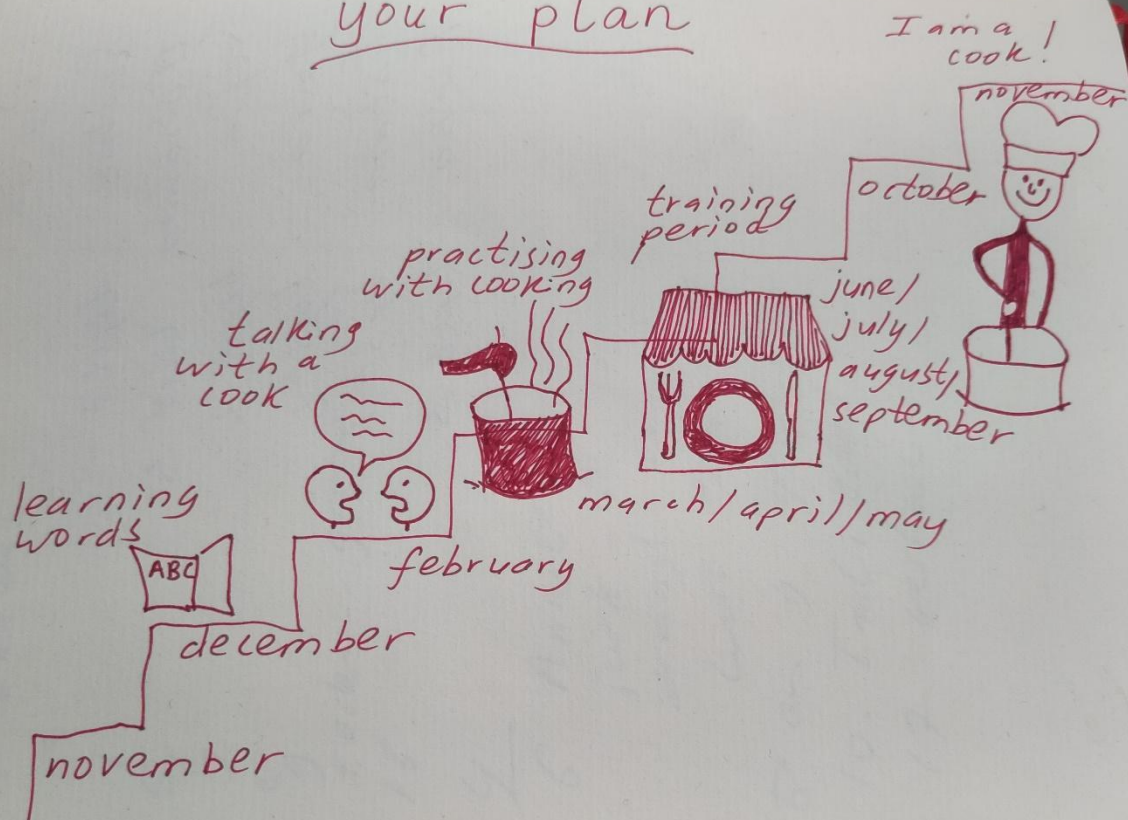 your plan
I am a
cook!
november
october
training
period
june/
july/
august/
september
practising
with cooking
march/april/may
talking
with a
cook
february
learning
words
ABC
december
november